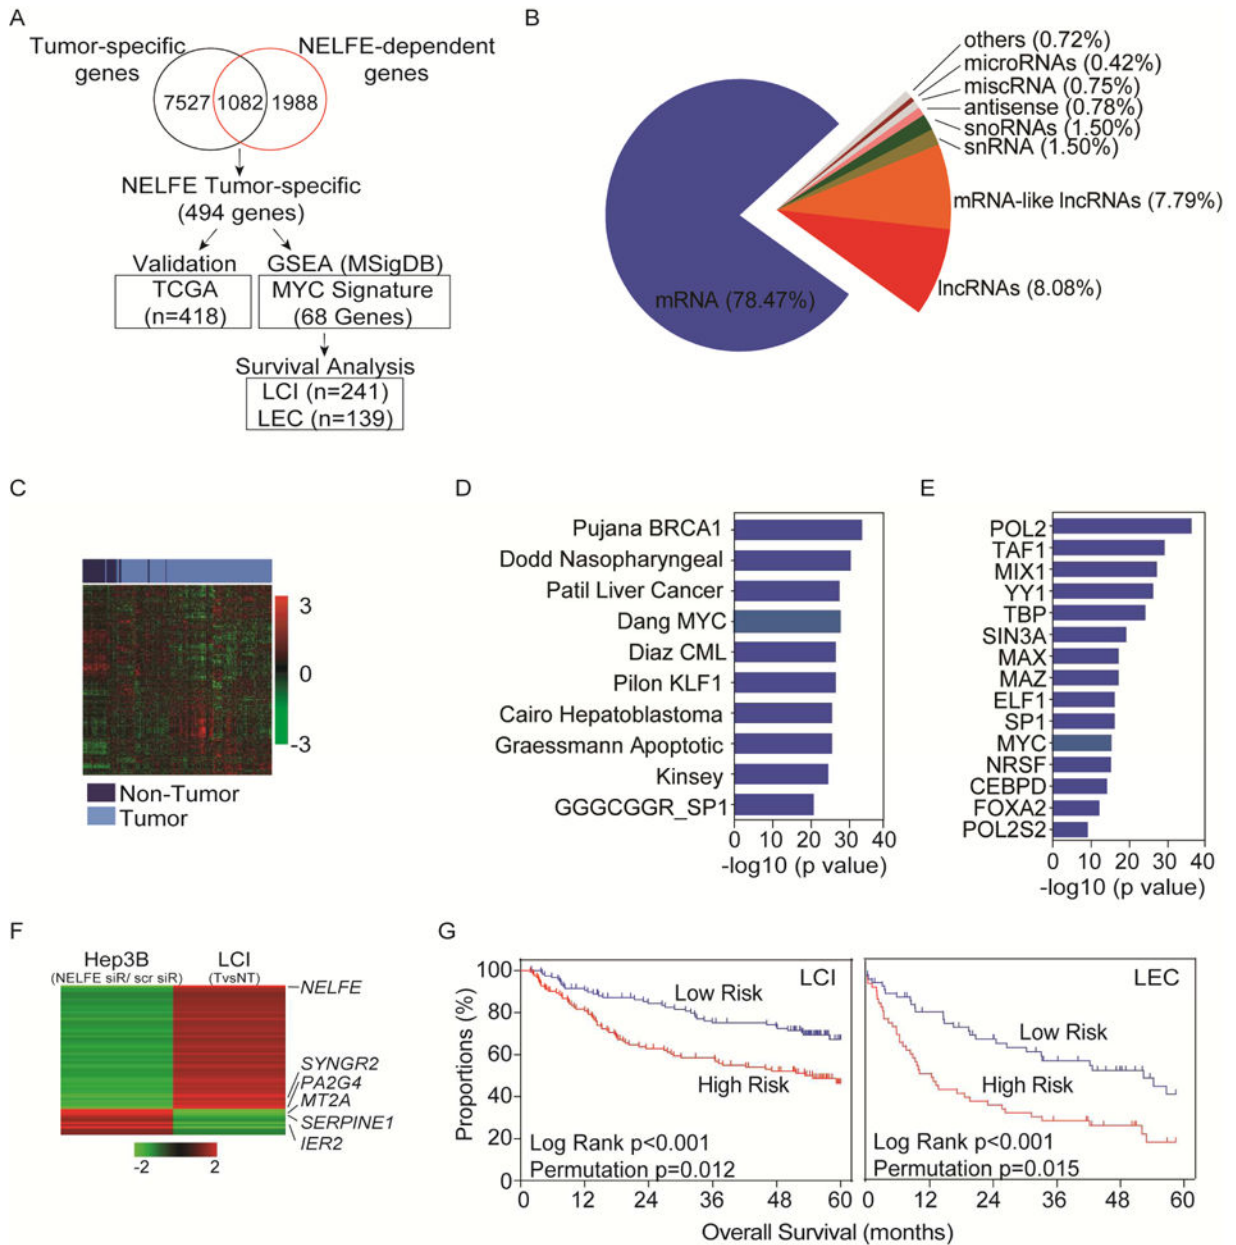 A
Tumor-specific genes
NELFE-dependent genes
7527 1082 1988
NELFE Tumor-specific
(494 genes)
Validation
TCGA
(n=418)
GSEA (MSigDB)
MYC Signature
(68 Genes)
Survival Analysis
LCI (n=241)
LEC (n=139)
B
others (0.72%)
microRNAs (0.42%)
miscRNA (0.75%)
antisense (0.78%)
snoRNAs (1.50%)
snRNA (1.50%)
mRNA-like lncRNAs (7.79%)
lncRNAs (8.08%)
mRNA (78.47%)
C
3
0
-3
Non-Tumor
Tumor
D
Pujana BRCA1
Dodd Nasopharyngeal
Patil Liver Cancer
Dang MYC
Diaz CML
Pilon KLF1
Cairo Hepatoblastoma
Graessmann Apoptotic
Kinsey
GGGCGGR_SP1
0 10 20 30 40
-log10 (p value)
E
POL2
TAF1
MIX1
YY1
TBP
SIN3A
MAX
MAZ
ELF1
SP1
MYC
NRSF
CEBPD
FOXA2
POL2S2
0 10 20 30 40
-log10 (p value)
F
Hep3B
(NELFE siR/ scr siR)
LCI
(TvsNT)
NELFE
SYNGR2
PA2G4
MT2A
SERPINE1
IER2
-2 2
G
Proportions (%)
100
80
60
40
20
0
LCI
Low Risk
High Risk
Log Rank p<0.001
Permutation p=0.012
0 12 24 36 48 60
LEC
Low Risk
High Risk
Log Rank p<0.001
Permutation p=0.015
0 12 24 36 48 60
Overall Survival (months)